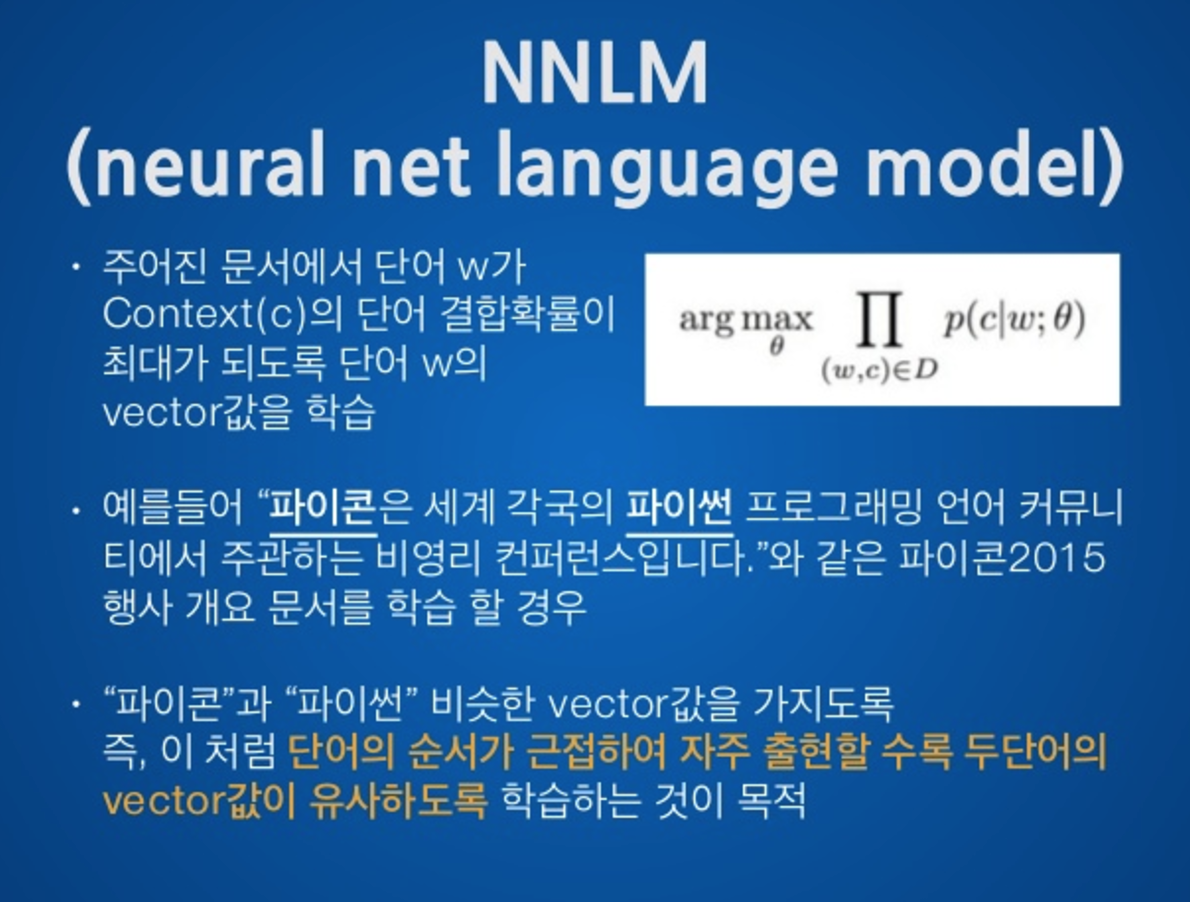 NNLM
(neural net language model)
• 주어진 문서에서 단어 w가
Context(c)의 단어 결합확률이
최대가 되도록 단어 w의
vector값을 학습
arg max ∏ p(c|w; θ)
θ (w,c)∈D
• 예를들어 “파이콘은 세계 각국의 파이썬 프로그래밍 언어 커뮤니
티에서 주관하는 비영리 컨퍼런스입니다.”와 같은 파이콘2015
행사 개요 문서를 학습 할 경우
• “파이콘”과 “파이썬” 비슷한 vector값을 가지도록
즉, 이 처럼 단어의 순서가 근접하여 자주 출현할 수록 두단어의
vector값이 유사하도록 학습하는 것이 목적